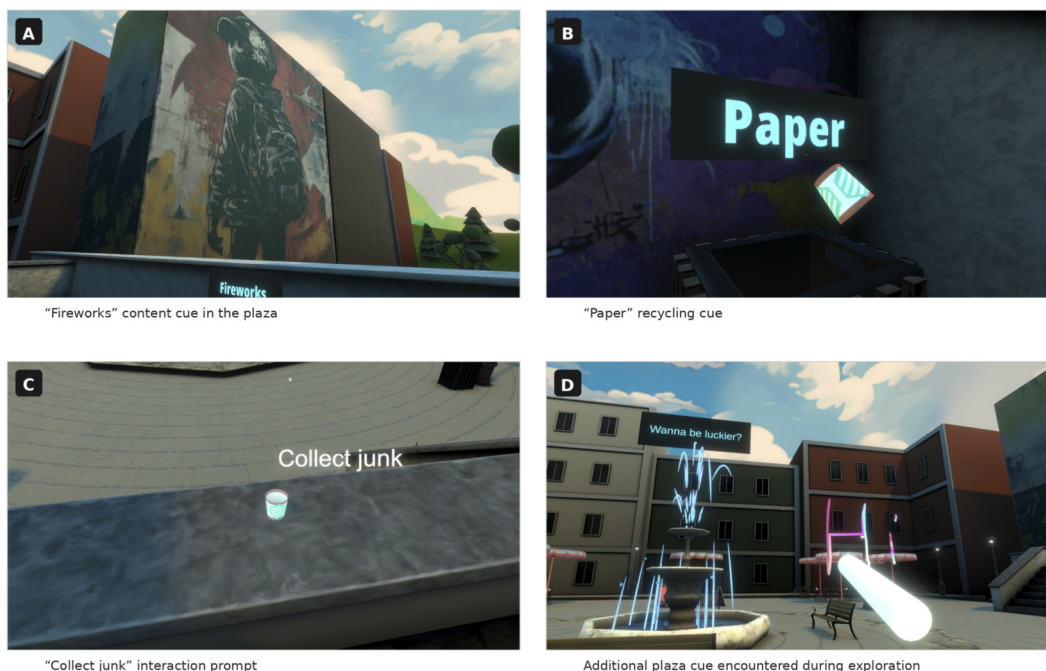 A
Fireworks
“Fireworks” content cue in the plaza
B
Paper
“Paper” recycling cue
C
Collect junk
“Collect junk” interaction prompt
D
Wanna be luckier?
H i
Additional plaza cue encountered during exploration